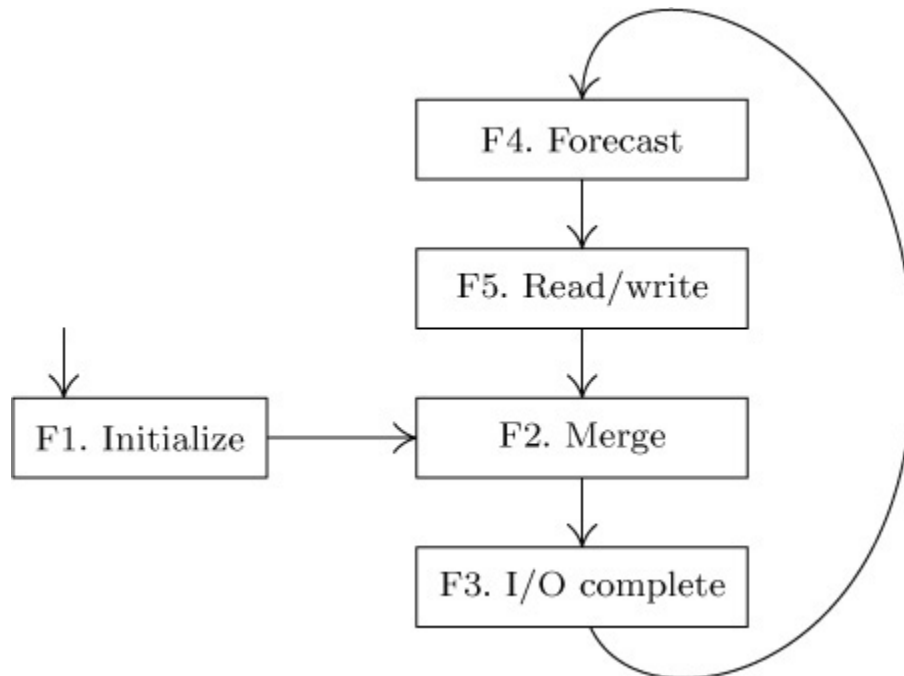 F4. Forecast
F5. Read/write
F1. Initialize
F2. Merge
F3. I/O complete